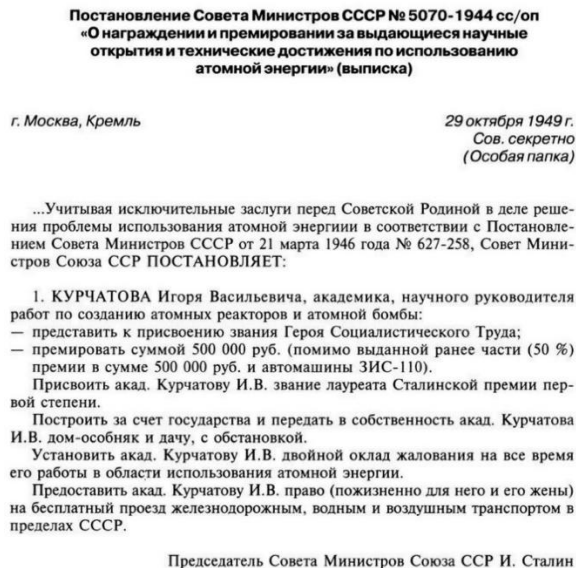 Постановление Совета Министров СССР № 5070-1944 сс/оп
«О награждении и премировании за выдающиеся научные
открытия и технические достижения по использованию
атомной энергии» (выписка)
г. Москва, Кремль
29 октября 1949 г.
Сов. секретно
(Особая папка)
...Учитывая исключительные заслуги перед Советской Родиной в деле реше-
ния проблемы использования атомной энергиии в соответствии с Постановле-
нием Совета Министров СССР от 21 марта 1946 года № 627-258, Совет Мини-
стров Союза ССР ПОСТАНОВЛЯЕТ:
1. КУРЧАТОВА Игоря Васильевича, академика, научного руководителя
работ по созданию атомных реакторов и атомной бомбы:
— представить к присвоению звания Героя Социалистического Труда;
— премировать суммой 500 000 руб. (помимо выданной ранее части (50 %)
премии в сумме 500 000 руб. и автомашины ЗИС-110).
Присвоить акад. Курчатову И.В. звание лауреата Сталинской премии пер-
вой степени.
Построить за счет государства и передать в собственность акад. Курчатова
И.В. дом-особняк и дачу, с обстановкой.
Установить акад. Курчатову И.В. двойной оклад жалования на все время
его работы в области использования атомной энергии.
Предоставить акад. Курчатову И.В. право (пожизненно для него и его жены)
на бесплатный проезд железнодорожным, водным и воздушным транспортом в
пределах СССР.
Председатель Совета Министров Союза ССР И. Сталин